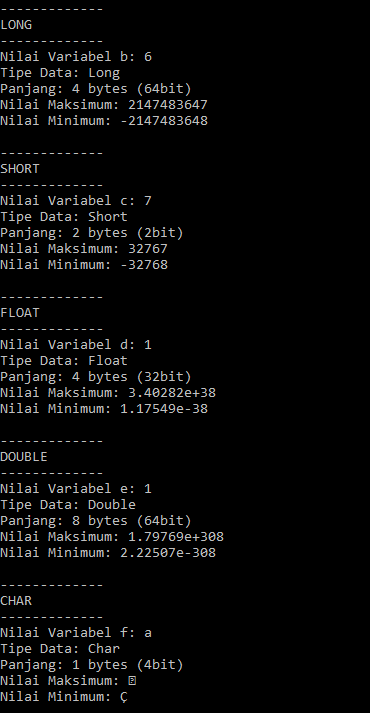 -------------
LONG
-------------
Nilai Variabel b: 6
Tipe Data: Long
Panjang: 4 bytes (64bit)
Nilai Maksimum: 2147483647
Nilai Minimum: -2147483648
-------------
SHORT
-------------
Nilai Variabel c: 7
Tipe Data: Short
Panjang: 2 bytes (2bit)
Nilai Maksimum: 32767
Nilai Minimum: -32768
-------------
FLOAT
-------------
Nilai Variabel d: 1
Tipe Data: Float
Panjang: 4 bytes (32bit)
Nilai Maksimum: 3.40282e+38
Nilai Minimum: 1.17549e-38
-------------
DOUBLE
-------------
Nilai Variabel e: 1
Tipe Data: Double
Panjang: 8 bytes (64bit)
Nilai Maksimum: 1.79769e+308
Nilai Minimum: 2.22507e-308
-------------
CHAR
-------------
Nilai Variabel f: a
Tipe Data: Char
Panjang: 1 bytes (4bit)
Nilai Maksimum:
Nilai Minimum: Ç